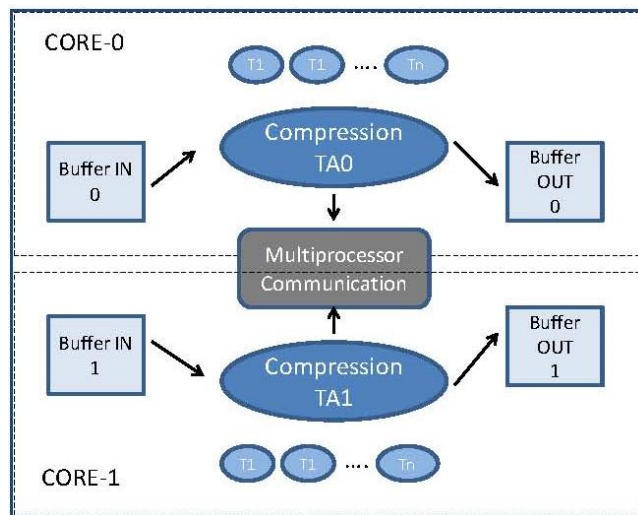 CORE-0
T1 T1 .... Tn
Compression
TA0
Buffer IN
0
Buffer
OUT
0
Multiprocessor
Communication
Buffer IN
1
Compression
TA1
Buffer
OUT
1
T1 T1 .... Tn
CORE-1